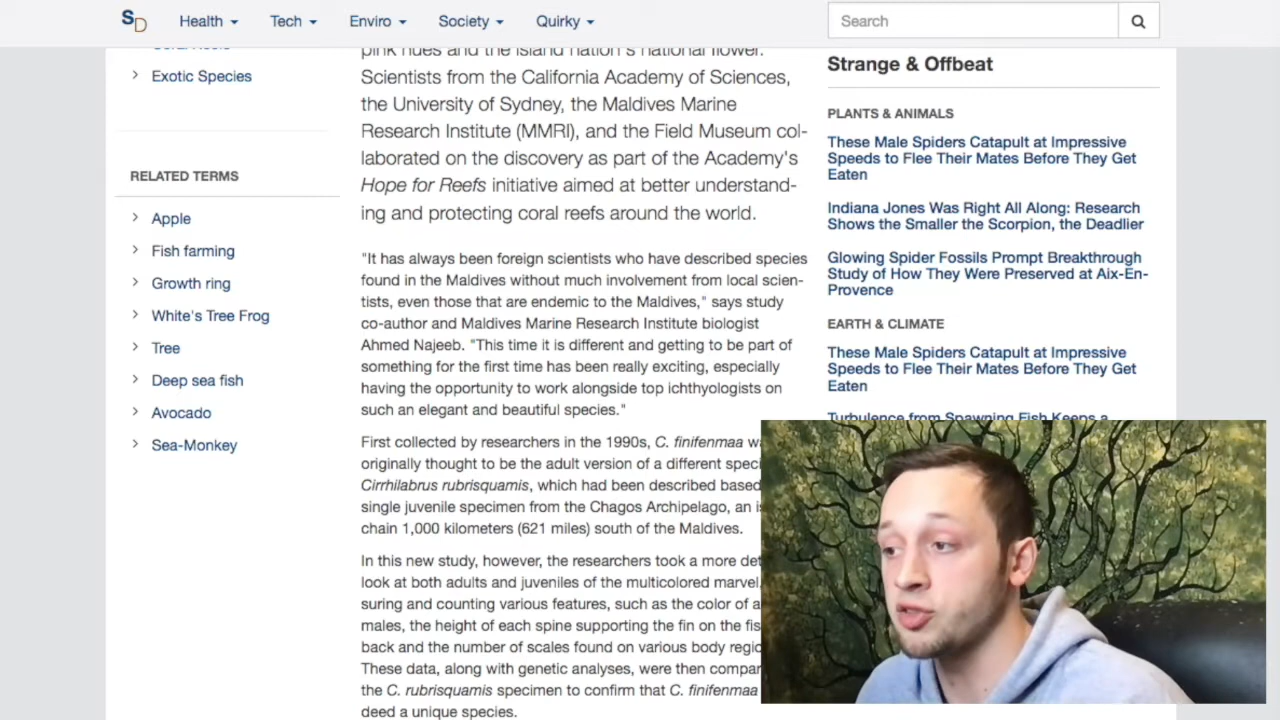 SD
Health
Tech
Enviro
Society
Quirky
Search
Exotic Species
RELATED TERMS
Apple
Fish farming
Growth ring
White's Tree Frog
Tree
Deep sea fish
Avocado
Sea-Monkey
pink hues and the island nation's national flower.
Scientists from the California Academy of Sciences,
the University of Sydney, the Maldives Marine
Research Institute (MMRI), and the Field Museum col-
laborated on the discovery as part of the Academy's
Hope for Reefs initiative aimed at better understand-
ing and protecting coral reefs around the world.
"It has always been foreign scientists who have described species
found in the Maldives without much involvement from local scien-
tists, even those that are endemic to the Maldives," says study
co-author and Maldives Marine Research Institute biologist
Ahmed Najeeb. "This time it is different and getting to be part of
something for the first time has been really exciting, especially
having the opportunity to work alongside top ichthyologists on
such an elegant and beautiful species."
First collected by researchers in the 1990s, C. finifenmaa
originally thought to be the adult version of a different
Cirrhilabrus rubrisquamis, which had been described based
single juvenile specimen from the Chagos Archipelago, an
chain 1,000 kilometers (621 miles) south of the Maldives.
In this new study, however, the researchers took a more
look at both adults and juveniles of the multicolored marvel,
suring and counting various features, such as the color of
males, the height of each spine supporting the fin on the
back and the number of scales found on various body
These data, along with genetic analyses, were then
the C. rubrisquamis specimen to confirm that C. finifenmaa
deed a unique species.
Strange & Offbeat
PLANTS & ANIMALS
These Male Spiders Catapult at Impressive
Speeds to Flee Their Mates Before They Get
Eaten
Indiana Jones Was Right All Along: Research
Shows the Smaller the Scorpion, the Deadlier
Glowing Spider Fossils Prompt Breakthrough
Study of How They Were Preserved at Aix-En-
Provence
EARTH & CLIMATE
These Male Spiders Catapult at Impressive
Speeds to Flee Their Mates Before They Get
Eaten
Turbulence from Spawning Fish Keeps a